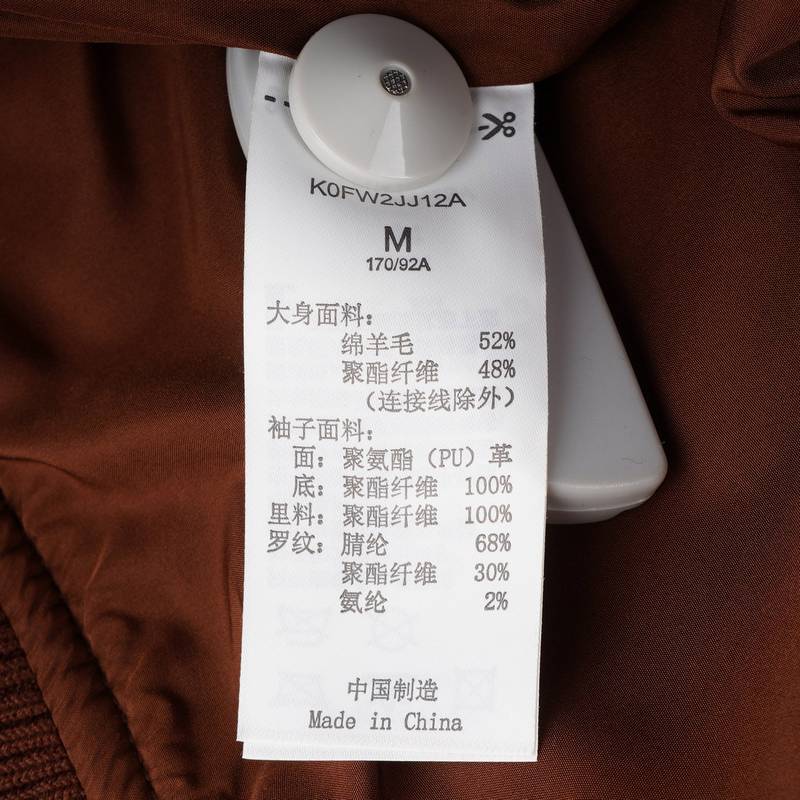 K0FW2JJ12A
M
170/92A
大身面料：
绵羊毛 52%
聚酯纤维 48%
（连接线除外）
袖子面料：
面：聚氨酯（PU）革
底：聚酯纤维 100%
里料：聚酯纤维 100%
罗纹：腈纶 68%
聚酯纤维 30%
氨纶 2%
中国制造
Made in China